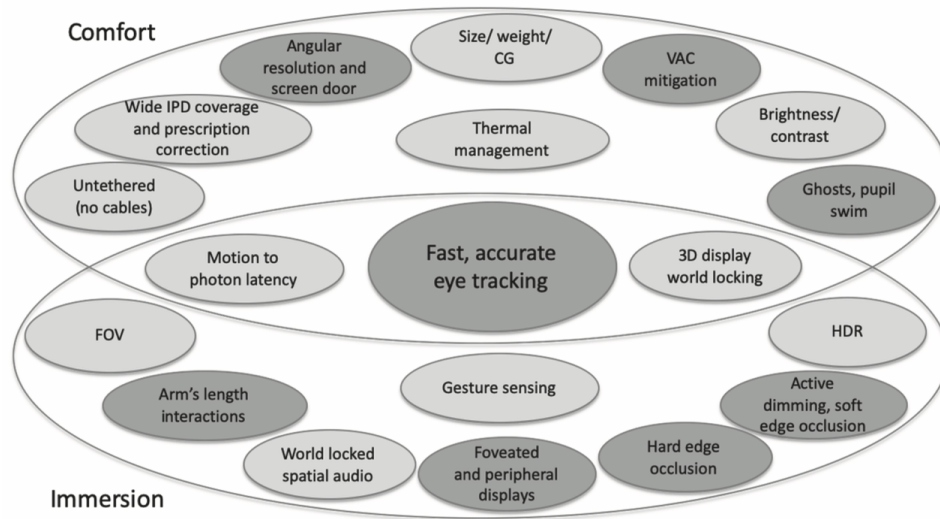 Comfort
Angular
resolution and
screen door
Size/ weight/
CG
VAC
mitigation
Wide IPD coverage
and prescription
correction
Thermal
management
Brightness/
contrast
Untethered
(no cables)
Ghosts, pupil
swim
Motion to
photon latency
Fast, accurate
eye tracking
3D display
world locking
FOV
HDR
Arm’s length
interactions
Gesture sensing
Active
dimming, soft
edge occlusion
World locked
spatial audio
Foveated
and peripheral
displays
Hard edge
occlusion
Immersion